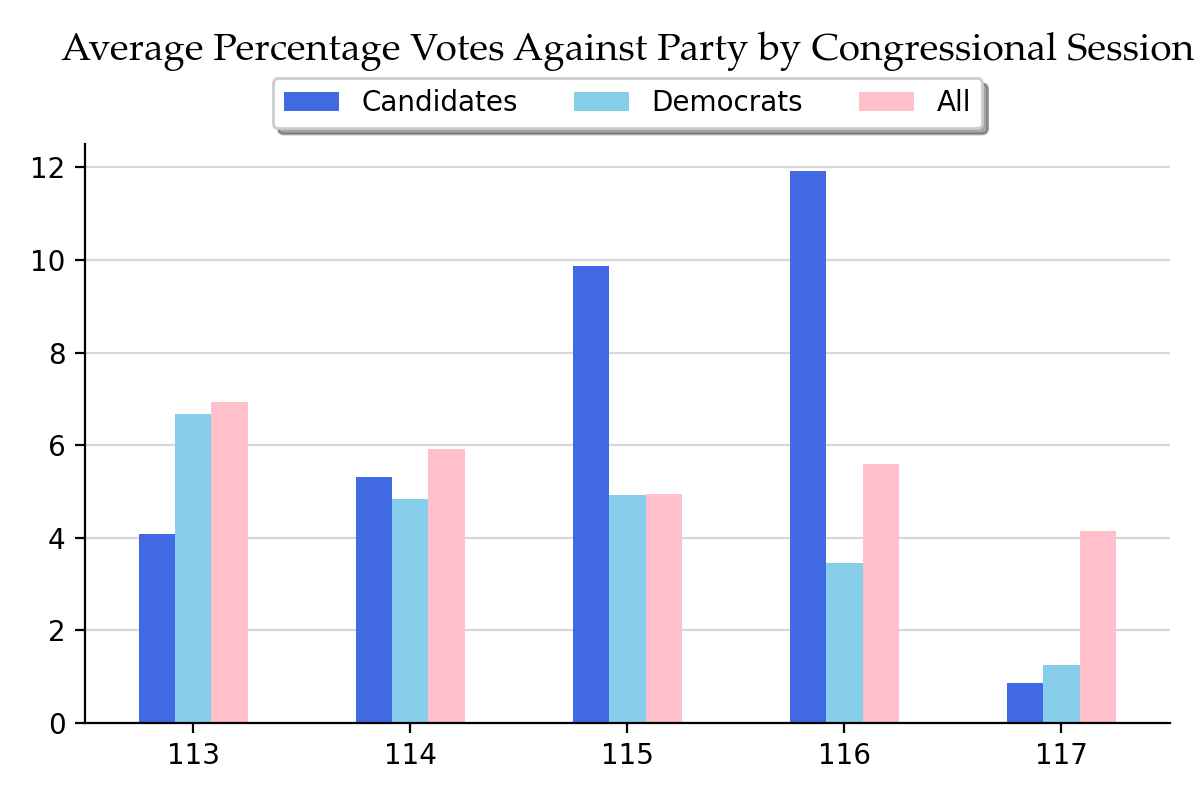 Average Percentage Votes Against Party by Congressional Session
Candidates Democrats All
12
10
8
6
4
2
0
113 114 115 116 117